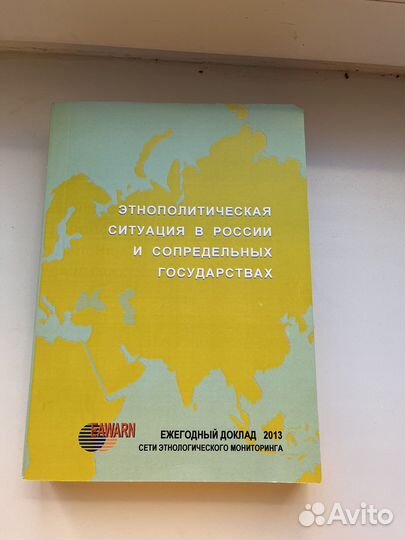 ЭТНОПОЛИТИЧЕСКАЯ
СИТУАЦИЯ В РОССИИ
И СОПРЕДЕЛЬНЫХ
ГОСУДАРСТВАХ
EAWARN
ЕЖЕГОДНЫЙ ДОКЛАД 2013
СЕТИ ЭТНОЛОГИЧЕСКОГО МОНИТОРИНГА
Avito